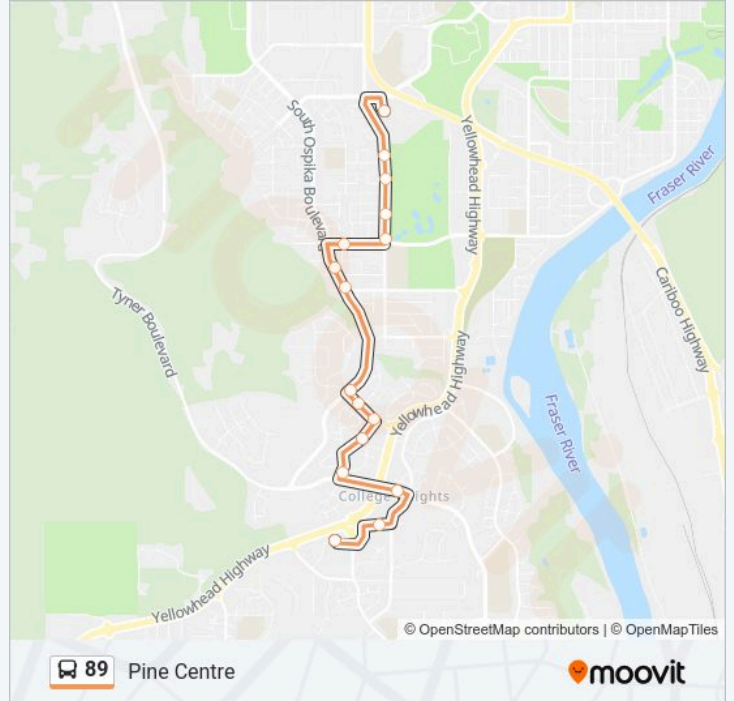 South Ospika Boulevard
Yellowhead Highway
Fraser River
Cariboo Highway
Tyner Boulevard
Yellowhead Highway
Fraser River
College Heights
Yellowhead Highway
© OpenStreetMap contributors | © OpenMapTiles
89 Pine Centre
moovit